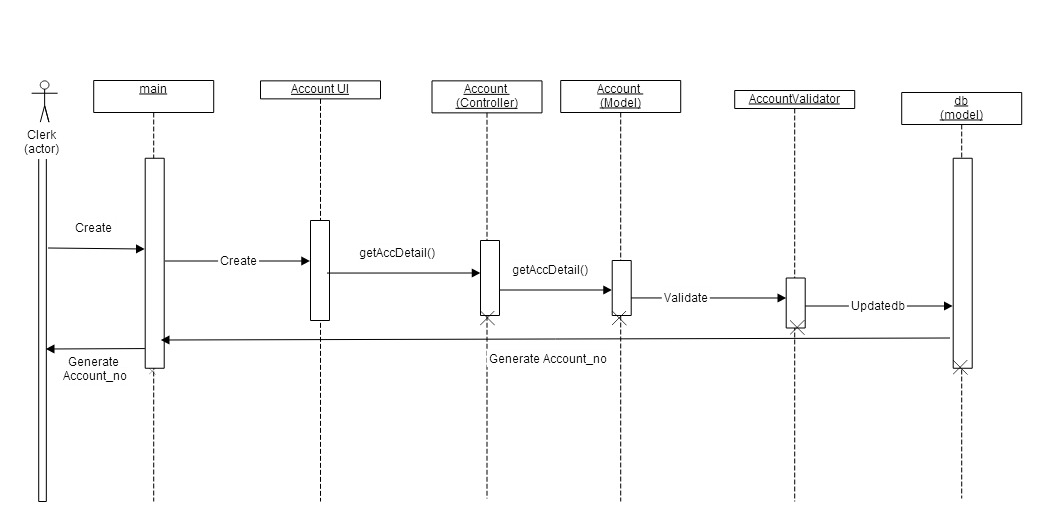 main
Account UI
Account
(Controller)
Account
(Model)
AccountValidator
db
(model)
Clerk
(actor)
Create
Create
getAccDetail()
getAccDetail()
Validate
Updatedb
Generate
Account_no
Generate Account_no